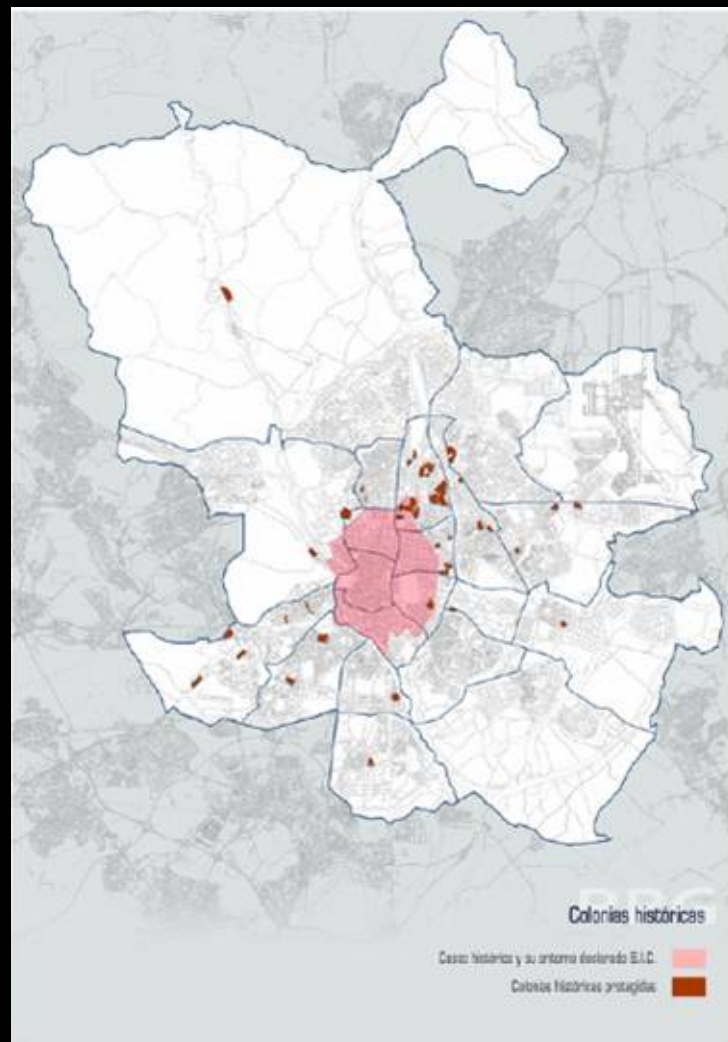 Colonias históricas
Casco histórico y su entorno declarado B.I.C.
Colonias históricas protegidas